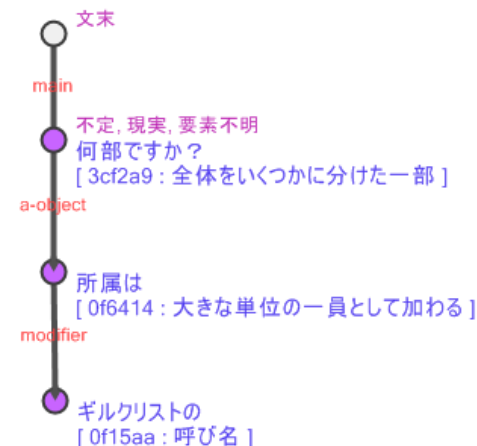 文末
main
不定, 現実, 要素不明
何部ですか？
[ 3cf2a9 : 全体をいくつかに分けた一部 ]
a-object
所属は
[ 0f6414 : 大きな単位の一員として加わる ]
modifier
ギルクリストの
[ 0f15aa : 呼び名 ]